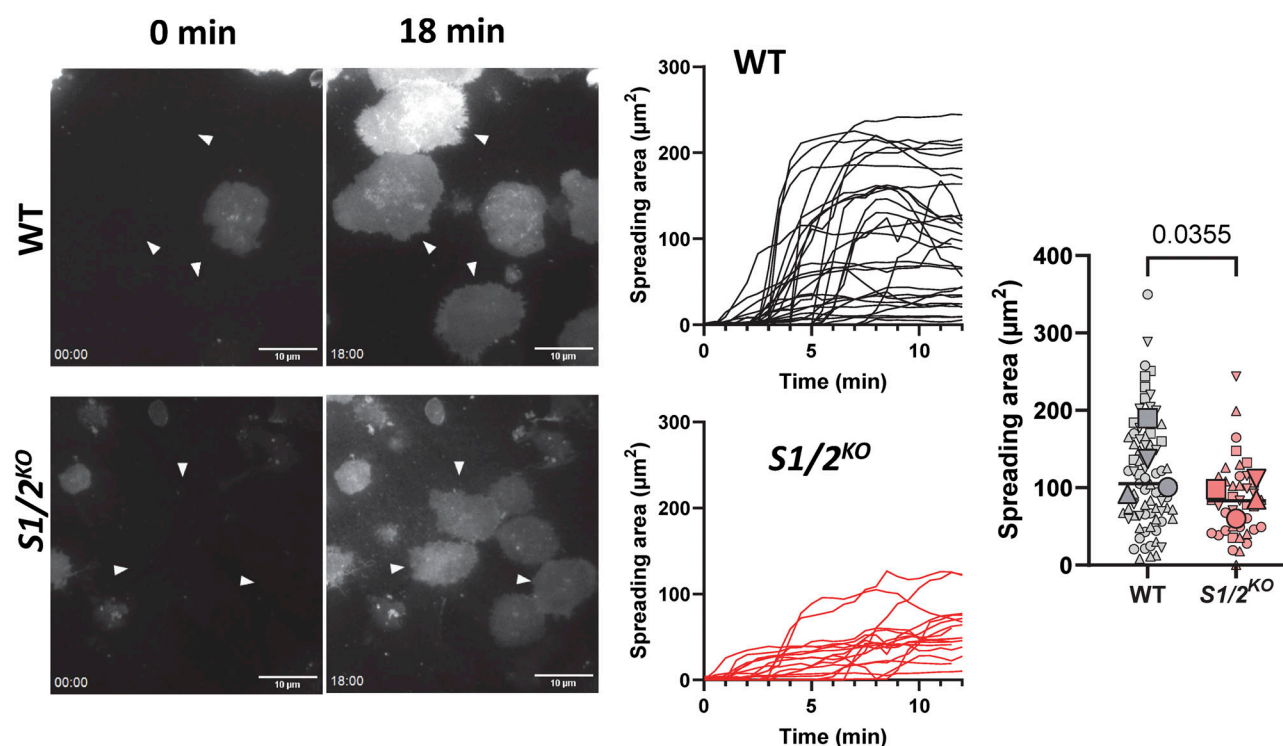 0 min
18 min
WT
00:00
10 µm
18:00
10 µm
S1/2KO
00:00
10 µm
18:00
10 µm
WT
Spreading area (µm2)
300
200
100
0
0 5 10
Time (min)
S1/2KO
Spreading area (µm2)
300
200
100
0
0 5 10
Time (min)
0.0355
Spreading area (µm2)
400
300
200
100
0
WT S1/2KO